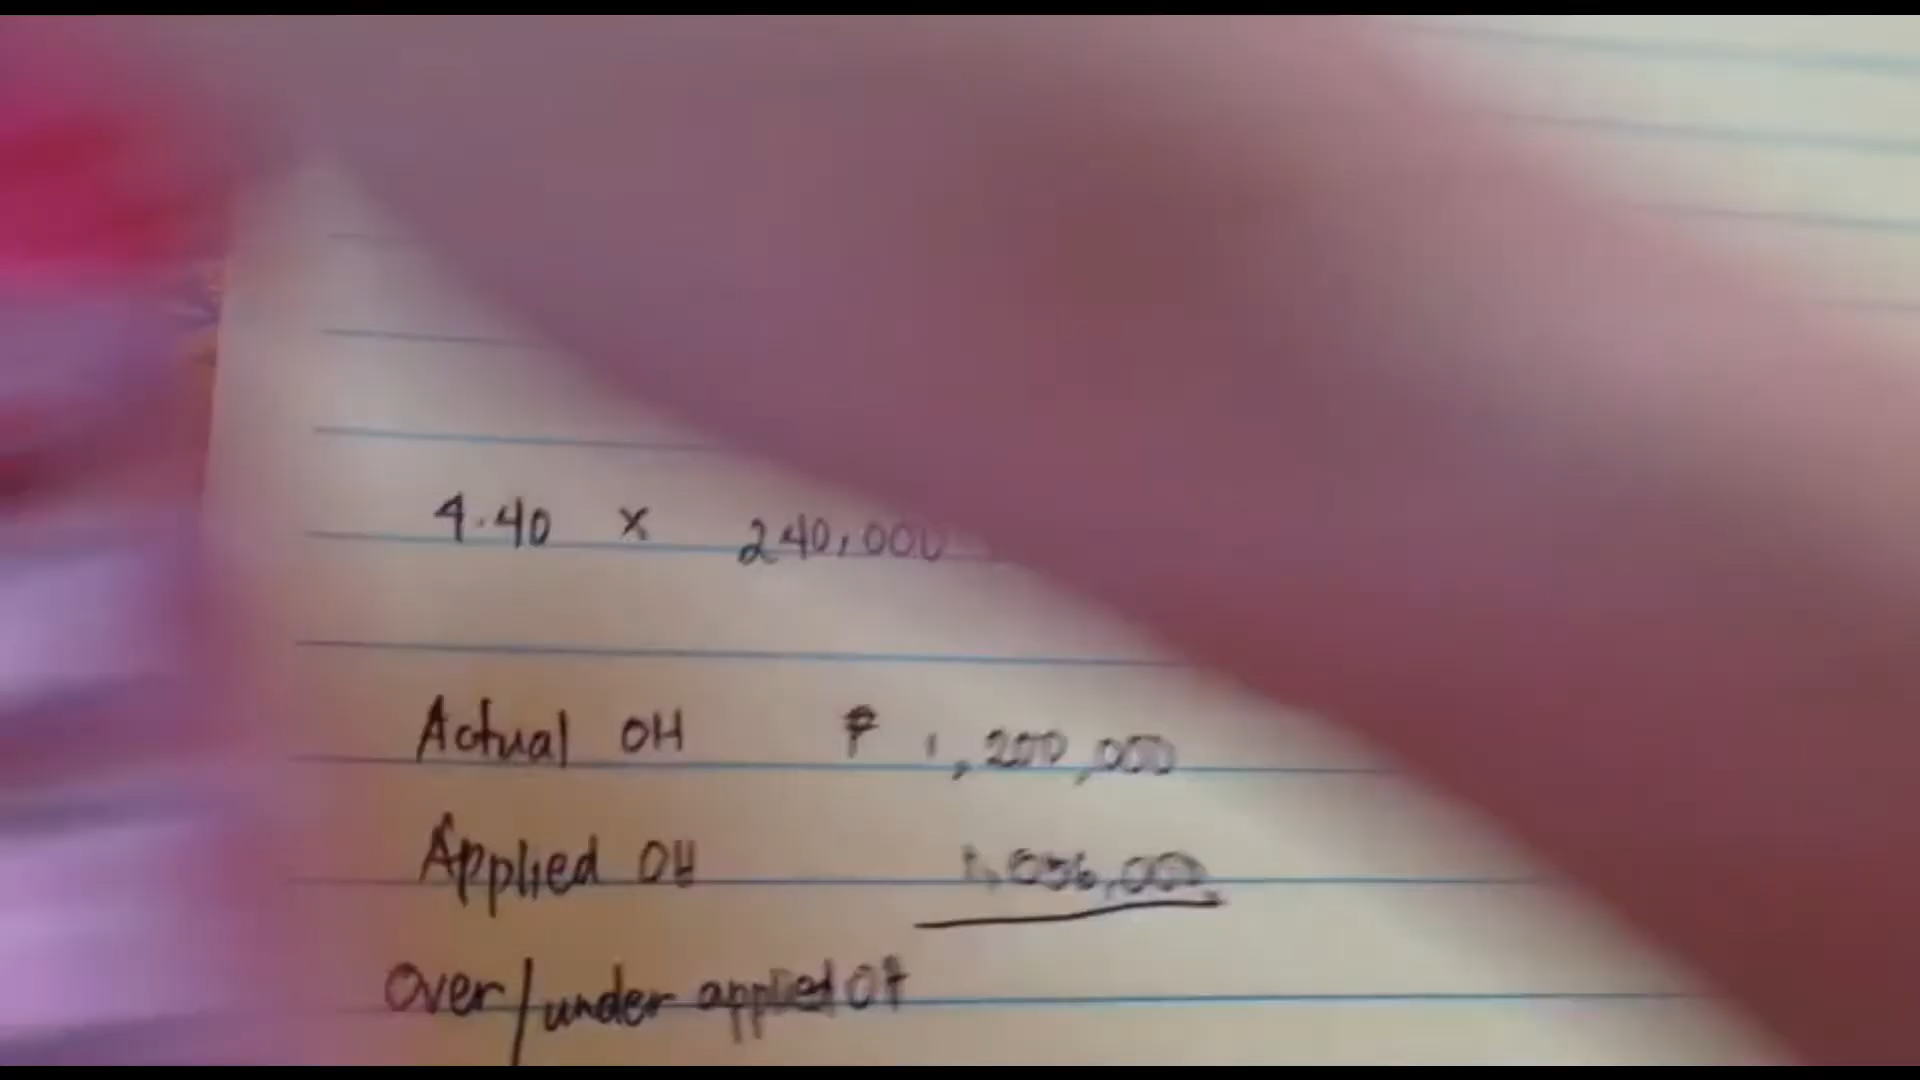 4.40 x 240,000
Actual OH ₱ 1,200,000
Applied OH 1,056,000
Over/under applied OH